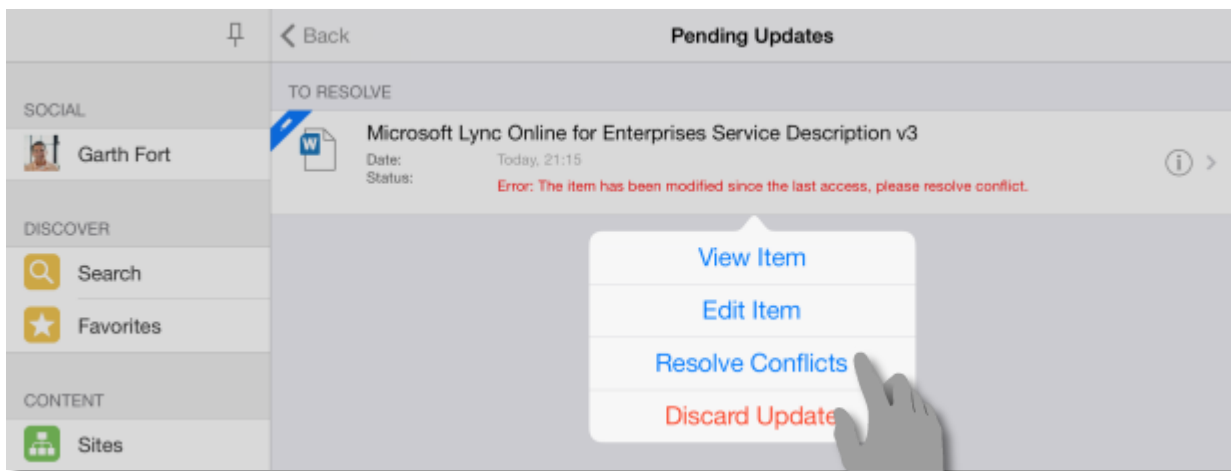 Back
Pending Updates
SOCIAL
Garth Fort
DISCOVER
Search
Favorites
CONTENT
Sites
TO RESOLVE
W
Microsoft Lync Online for Enterprises Service Description v3
Date: Today, 21:15
Status: Error: The item has been modified since the last access, please resolve conflict.
View Item
Edit Item
Resolve Conflicts
Discard Update